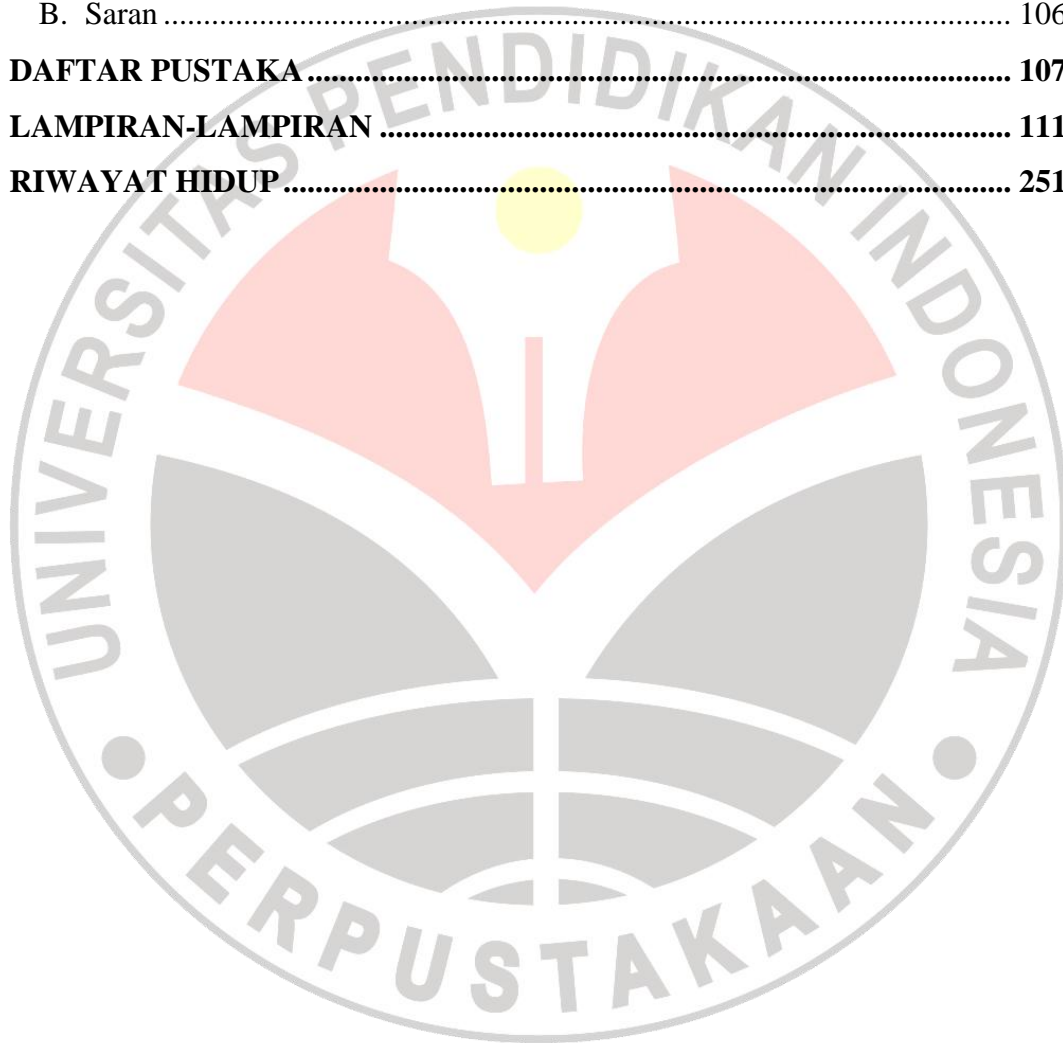 B. Saran ........................................................................................................ 106
DAFTAR PUSTAKA ........................................................................................ 107
LAMPIRAN-LAMPIRAN ............................................................................... 111
RIWAYAT HIDUP ........................................................................................... 251
UNIVERSITAS PENDIDIKAN INDONESIA
PERPUSTAKAAN